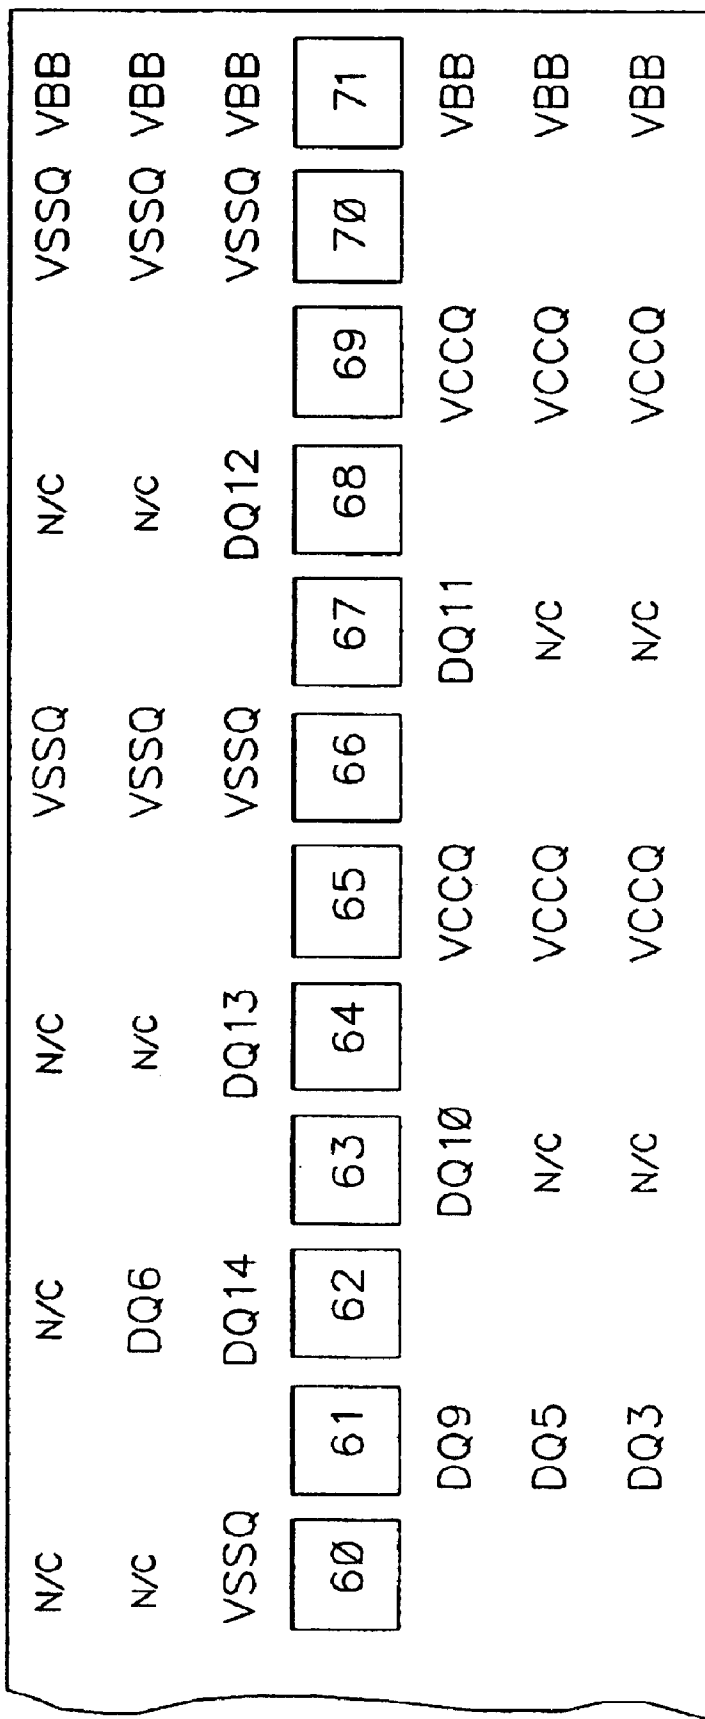 N/C N/C N/C VSSQ N/C VSSQ VBB
N/C DQ6 N/C VSSQ N/C VSSQ VBB
VSSQ DQ14 DQ13 VSSQ DQ12 VSSQ VBB
60 61 62 63 64 65 66 67 68 69 70 71
DQ9 DQ10 VCCQ DQ11 VCCQ VBB
DQ5 N/C VCCQ N/C VCCQ VBB
DQ3 N/C VCCQ N/C VCCQ VBB